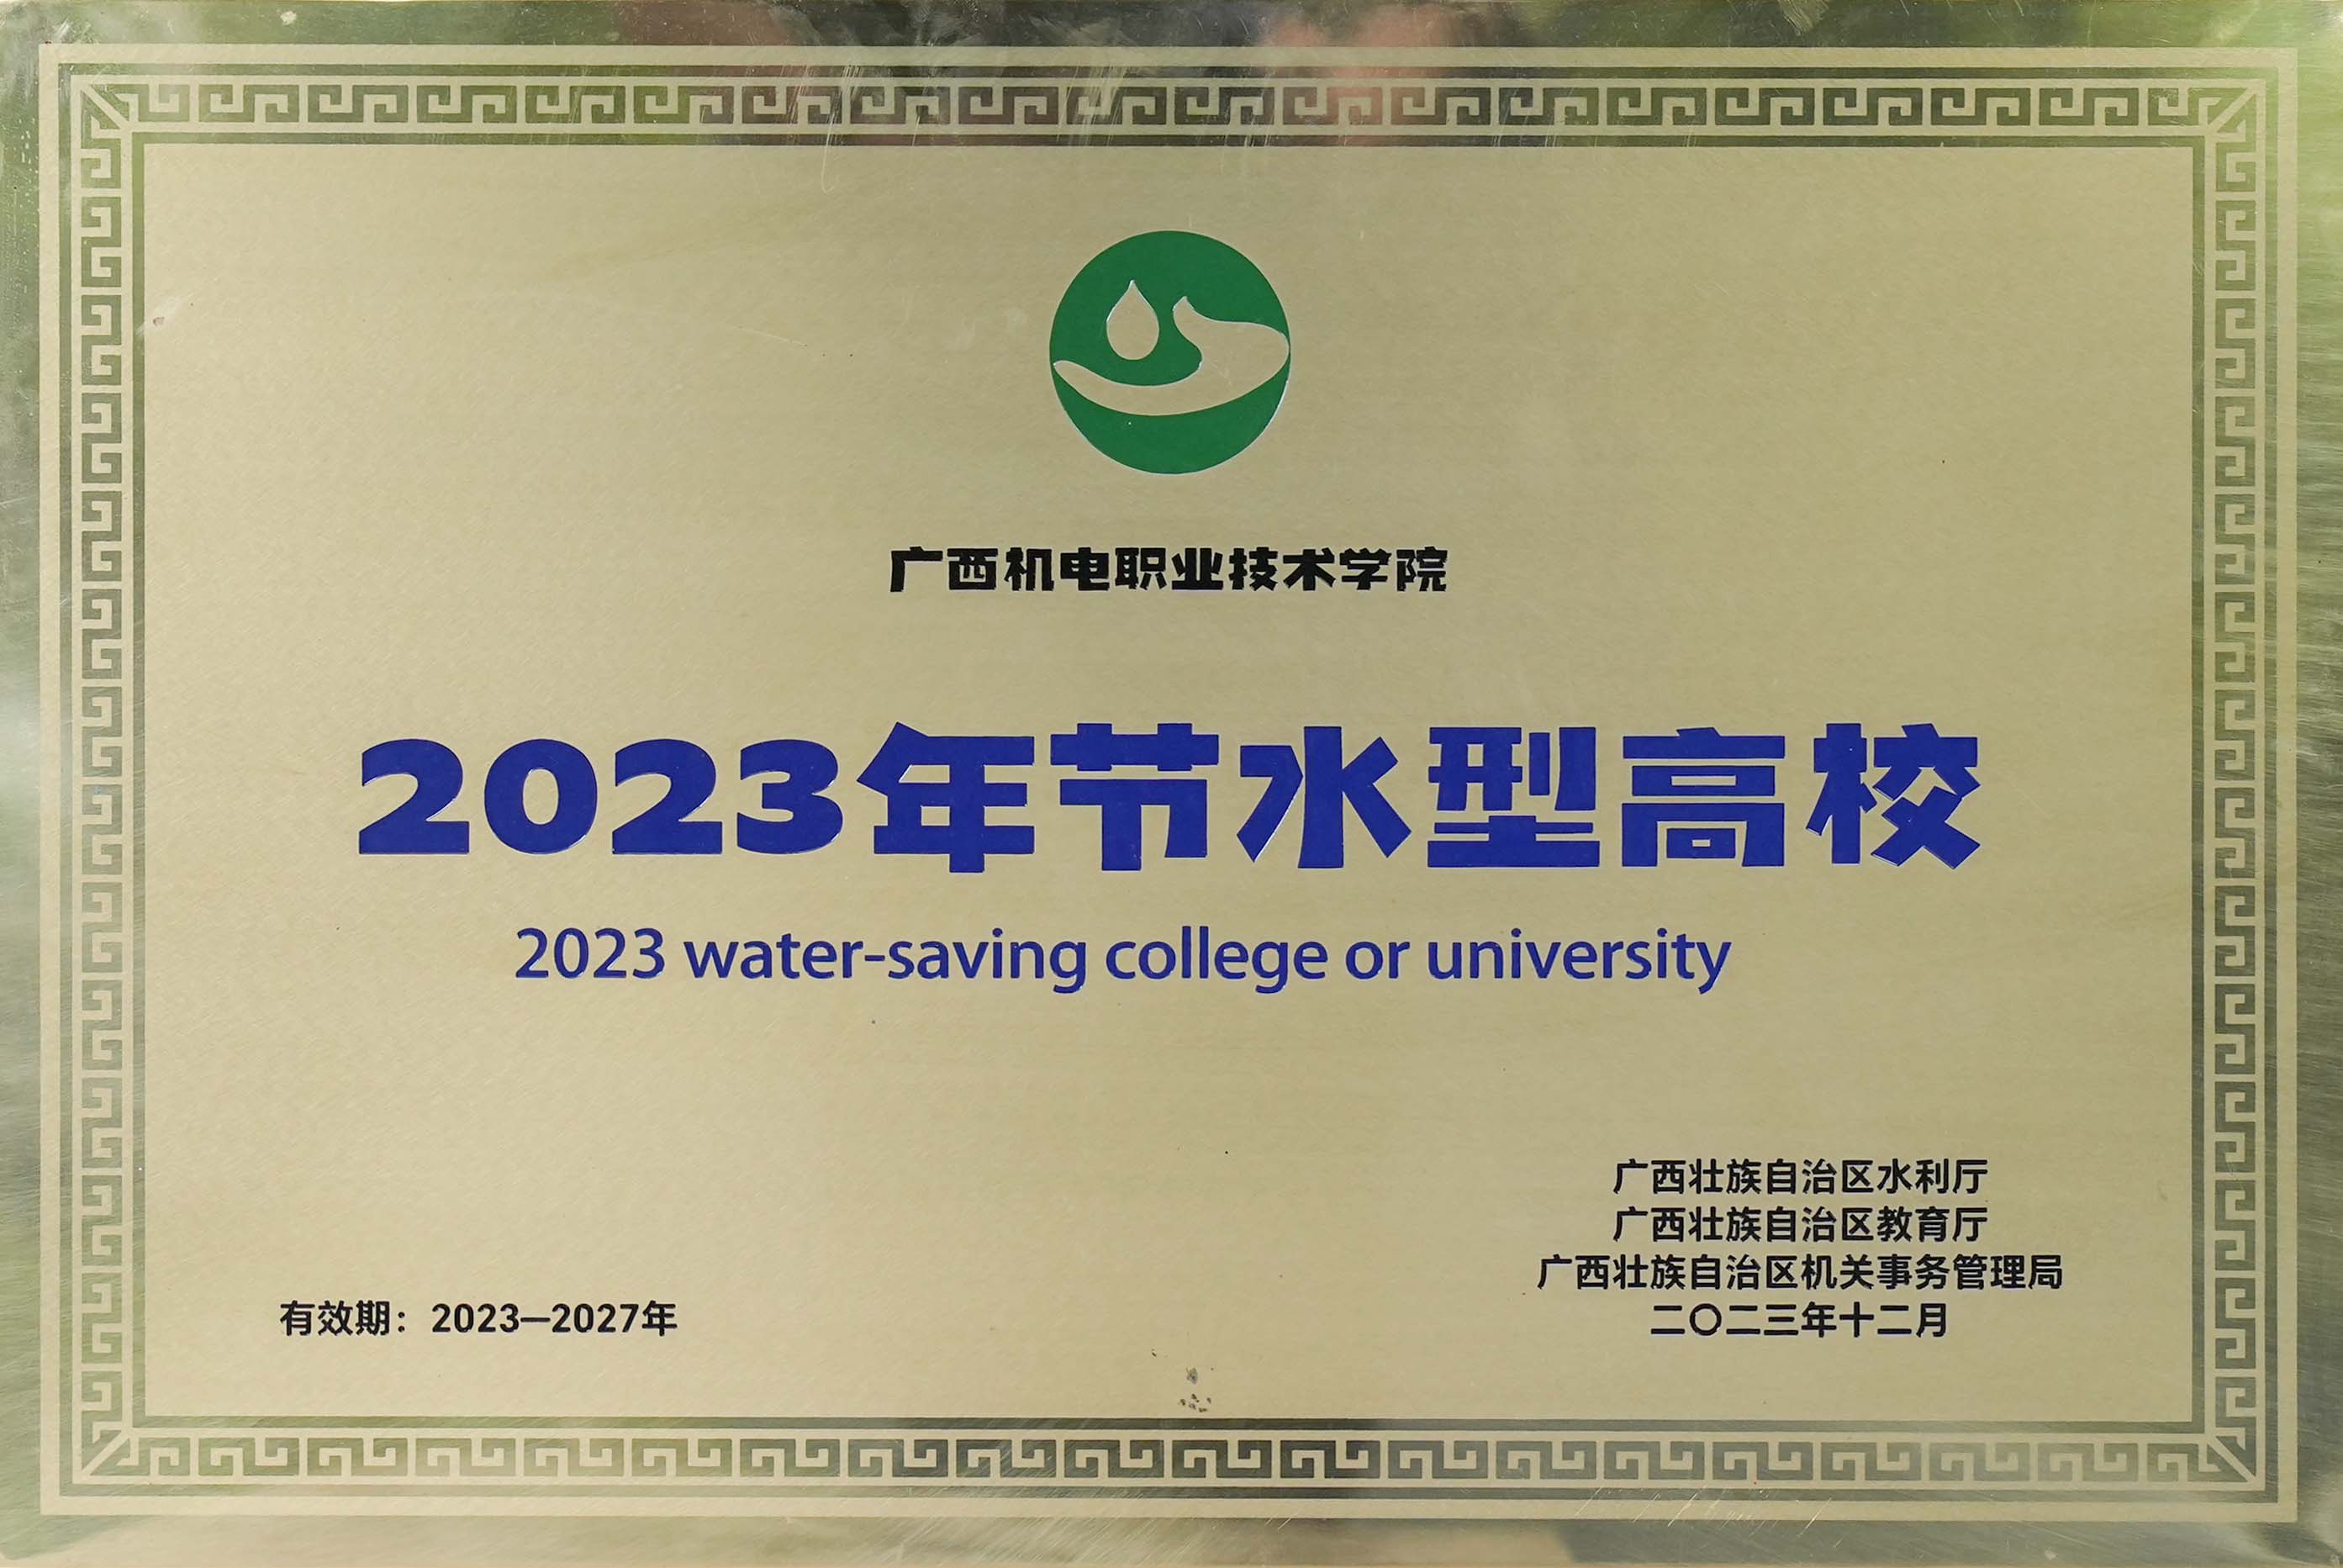 广西机电职业技术学院
2023年节水型高校
2023 water-saving college or university
广西壮族自治区水利厅
广西壮族自治区教育厅
广西壮族自治区机关事务管理局
有效期：2023—2027年
二〇二三年十二月